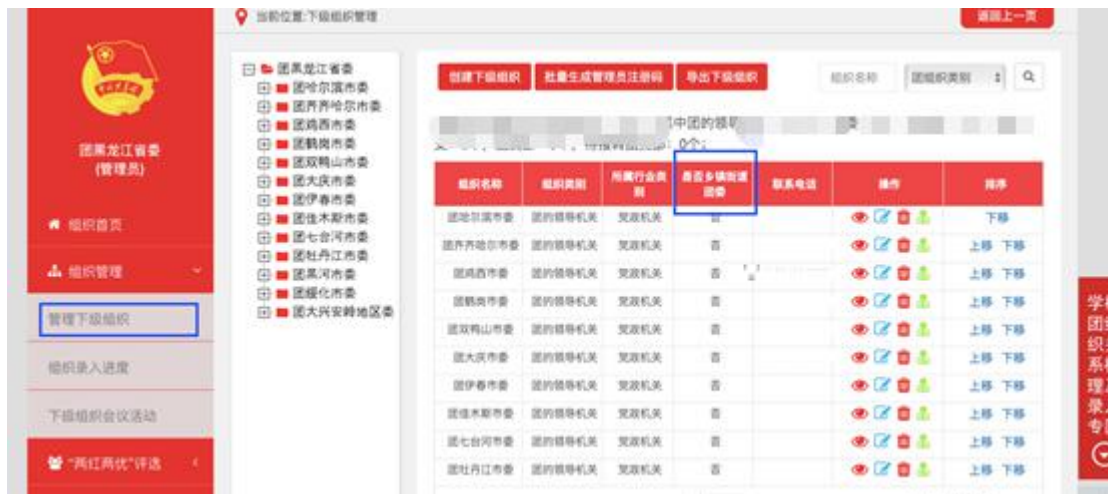 当前位置:下级组织管理
返回上一页
团黑龙江省委
(管理员)
组织首页
组织管理
管理下级组织
组织录入进度
下级组织会议活动
“两红两优”评选
团黑龙江省委
团哈尔滨市委
团齐齐哈尔市委
团鸡西市委
团鹤岗市委
团双鸭山市委
团大庆市委
团伊春市委
团佳木斯市委
团七台河市委
团牡丹江市委
团黑河市委
团绥化市委
团大兴安岭地区委
创建下级组织 批量生成管理员注册码 导出下级组织 组织名称 团组织类别
中团的领导
0个;
组织名称 组织类别 所属行业类别 是否乡镇街道团委 联系电话 操作 排序
团哈尔滨市委 团的领导机关 党政机关 否 下移
团齐齐哈尔市委 团的领导机关 党政机关 否 上移 下移
团鸡西市委 团的领导机关 党政机关 否 上移 下移
团鹤岗市委 团的领导机关 党政机关 否 上移 下移
团双鸭山市委 团的领导机关 党政机关 否 上移 下移
团大庆市委 团的领导机关 党政机关 否 上移 下移
团伊春市委 团的领导机关 党政机关 否 上移 下移
团佳木斯市委 团的领导机关 党政机关 否 上移 下移
团七台河市委 团的领导机关 党政机关 否 上移 下移
团牡丹江市委 团的领导机关 党政机关 否 上移 下移